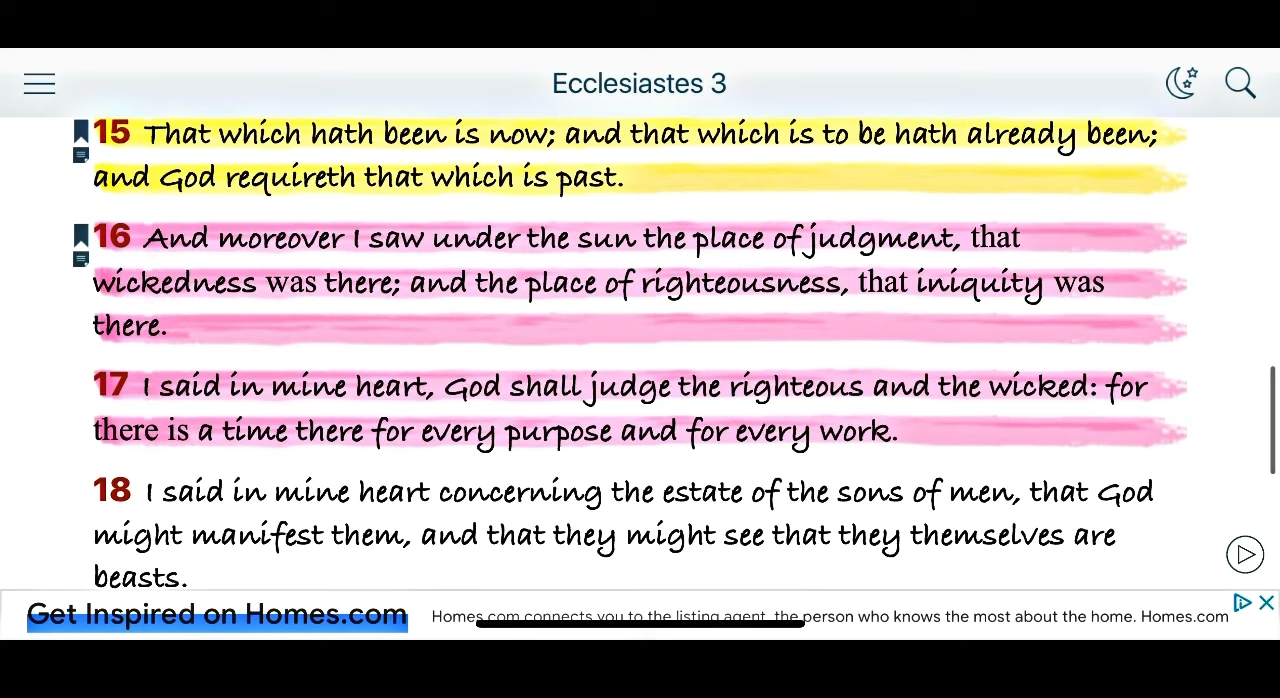 Ecclesiastes 3
15 That which hath been is now; and that which is to be hath already been;
and God requireth that which is past.
16 And moreover I saw under the sun the place of judgment, that
wickedness was there; and the place of righteousness, that iniquity was
there.
17 I said in mine heart, God shall judge the righteous and the wicked: for
there is a time there for every purpose and for every work.
18 I said in mine heart concerning the estate of the sons of men, that God
might manifest them, and that they might see that they themselves are
beasts.
Get Inspired on Homes.com
Homes.com connects you to the listing agent, the person who knows the most about the home. Homes.com